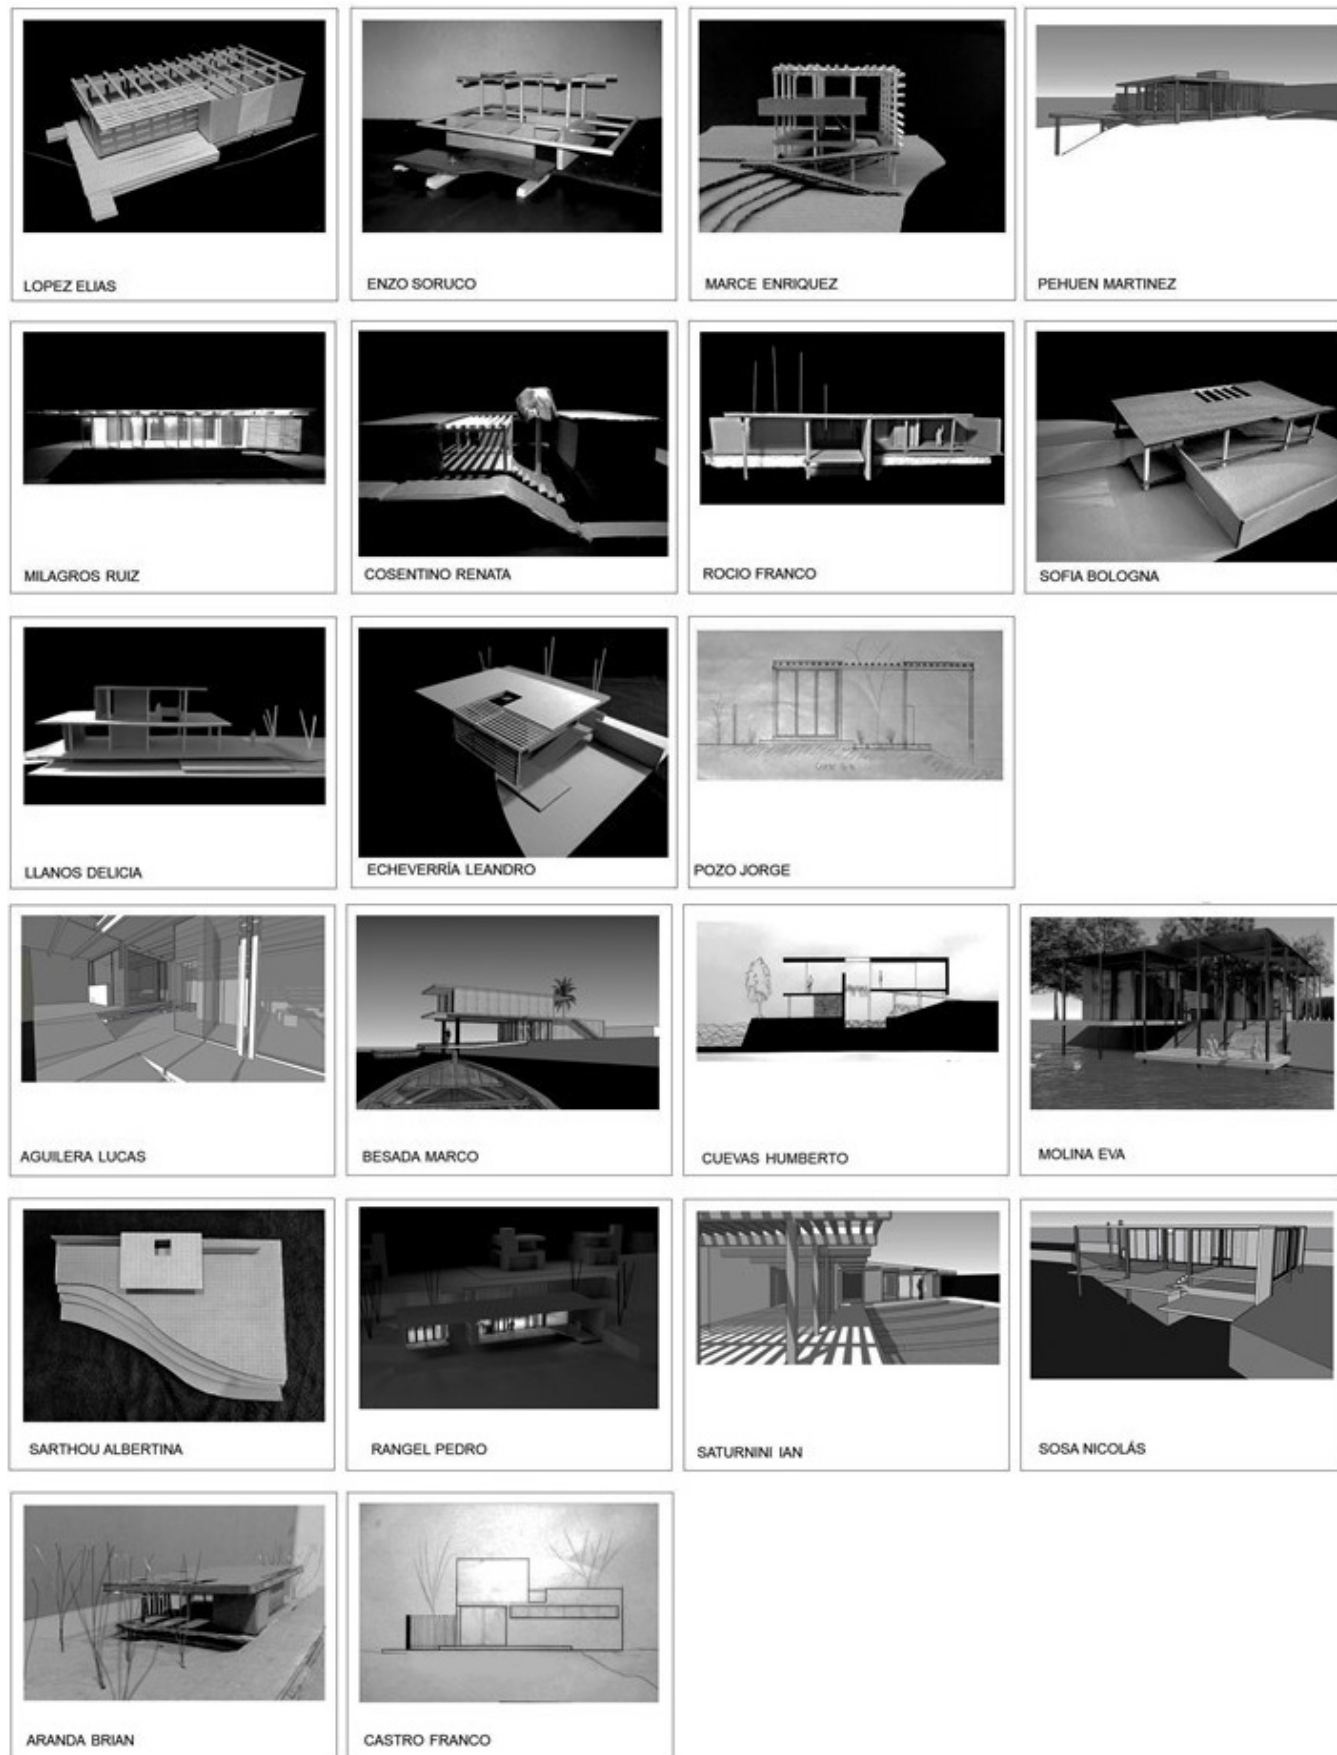 LOPEZ ELIAS
ENZO SORUCO
MARCE ENRIQUEZ
PEHUEN MARTINEZ
MILAGROS RUIZ
COSENTINO RENATA
ROCIO FRANCO
SOFIA BOLOGNA
LLANOS DELICIA
ECHEVERRÍA LEANDRO
POZO JORGE
AGUILERA LUCAS
BESADA MARCO
CUEVAS HUMBERTO
MOLINA EVA
SARTHOU ALBERTINA
RANGEL PEDRO
SATURNINI IAN
SOSA NICOLÁS
ARANDA BRIAN
CASTRO FRANCO